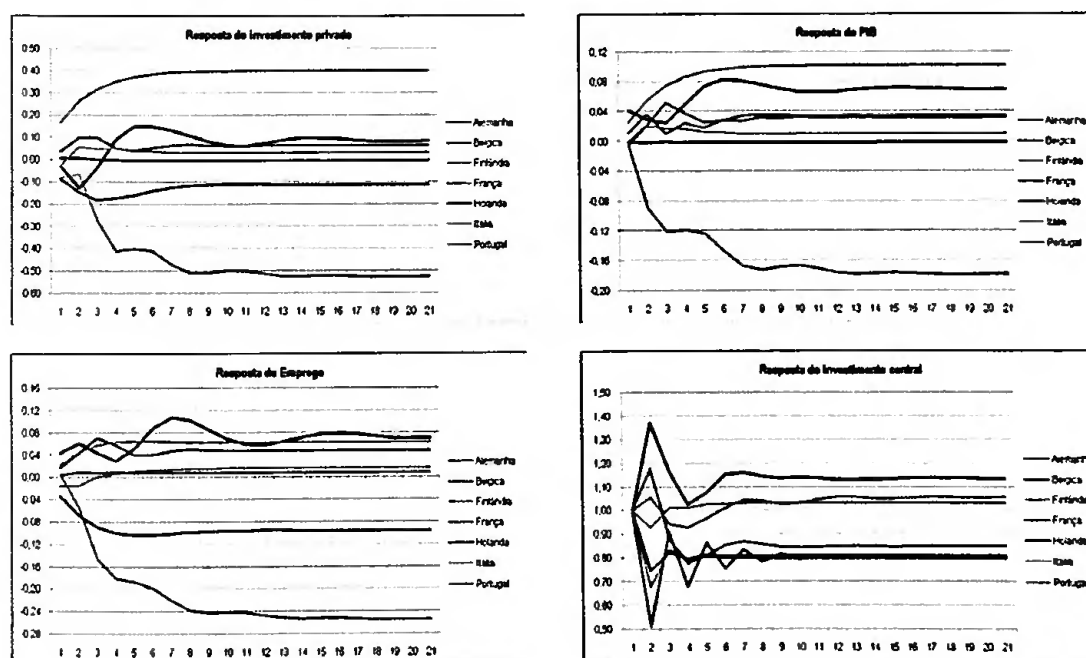 Resposta do investimento privado
0.50
0.40
0.30
0.20
0.10
0.00
-0.10
-0.20
-0.30
-0.40
-0.50
-0.60
1 2 3 4 5 6 7 8 9 10 11 12 13 14 15 16 17 18 19 20 21
Alemanha
Bélgica
Finlândia
França
Holanda
Itália
Portugal
Resposta do PIB
0.12
0.08
0.04
0.00
-0.04
-0.08
-0.12
-0.16
-0.20
1 2 3 4 5 6 7 8 9 10 11 12 13 14 15 16 17 18 19 20 21
Alemanha
Bélgica
Finlândia
França
Holanda
Itália
Portugal
Resposta do Emprego
0.12
0.08
0.04
0.00
0.04
-0.08
-0.12
-0.16
-0.20
-0.24
1 2 3 4 5 6 7 8 9 10 11 12 13 14 15 16 17 18 19 20 21
Alemanha
Bélgica
Finlândia
França
Holanda
Itália
Portugal
Resposta do Investimento central
1,50
1,40
1,30
1,20
1,10
1,00
0,90
0,80
0,70
0,60
0,50
1 2 3 4 5 6 7 8 9 10 11 12 13 14 15 16 17 18 19 20 21
Alemanha
Bélgica
Finlândia
França
Holanda
Itália
Portugal